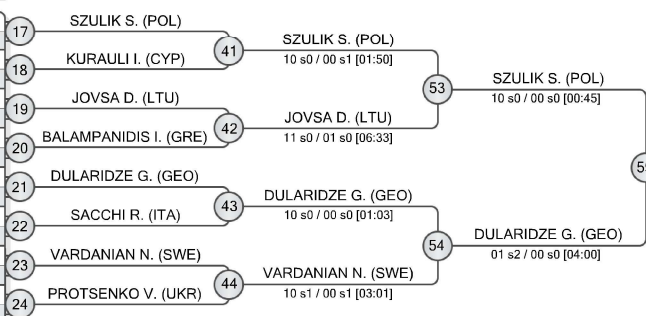 17
SZULIK S. (POL)
18
KURAULI I. (CYP)
19
JOVSA D. (LTU)
20
BALAMPANIDIS I. (GRE)
21
DULARIDZE G. (GEO)
22
SACCHI R. (ITA)
23
VARDANIAN N. (SWE)
24
PROTSENKO V. (UKR)
41
SZULIK S. (POL)
10 s0 / 00 s1 [01:50]
42
JOVSA D. (LTU)
11 s0 / 01 s0 [06:33]
43
DULARIDZE G. (GEO)
10 s0 / 00 s0 [01:03]
44
VARDANIAN N. (SWE)
10 s1 / 00 s1 [03:01]
53
SZULIK S. (POL)
10 s0 / 00 s0 [00:45]
54
DULARIDZE G. (GEO)
01 s2 / 00 s0 [04:00]